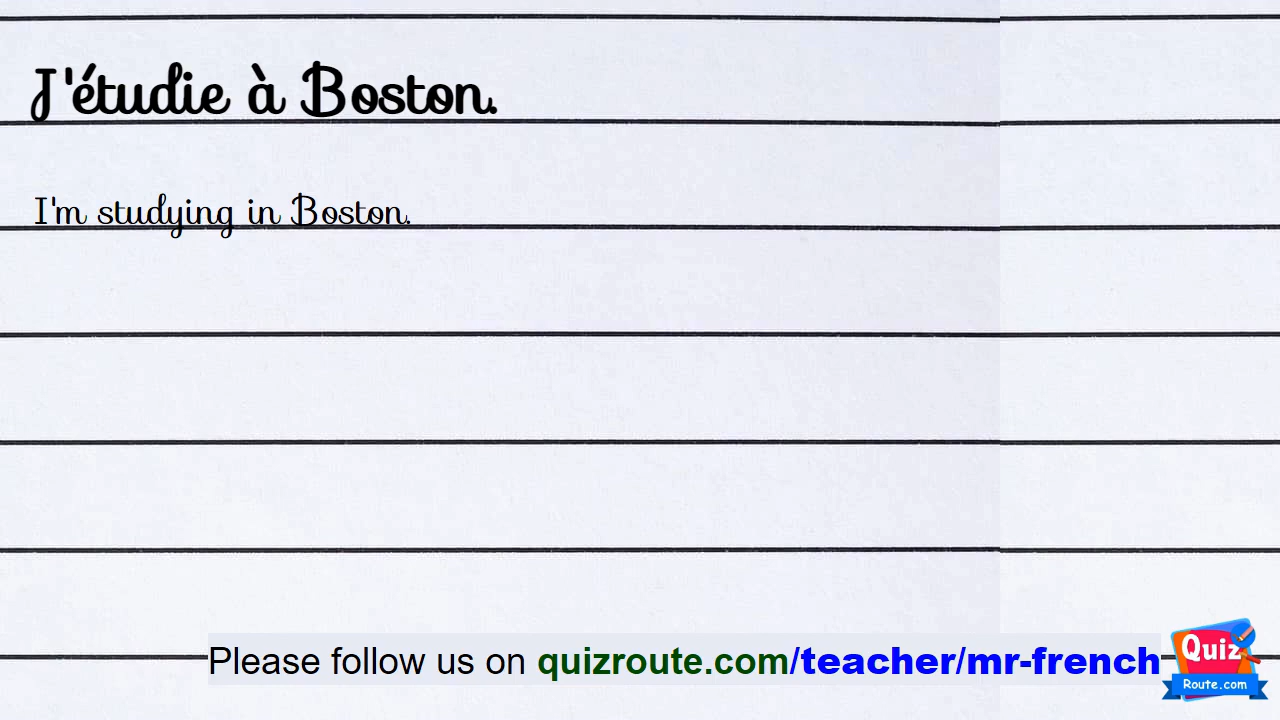 J'étudie à Boston.
I'm studying in Boston.
Please follow us on quizroute.com/teacher/mr-french
Quiz
Route.com